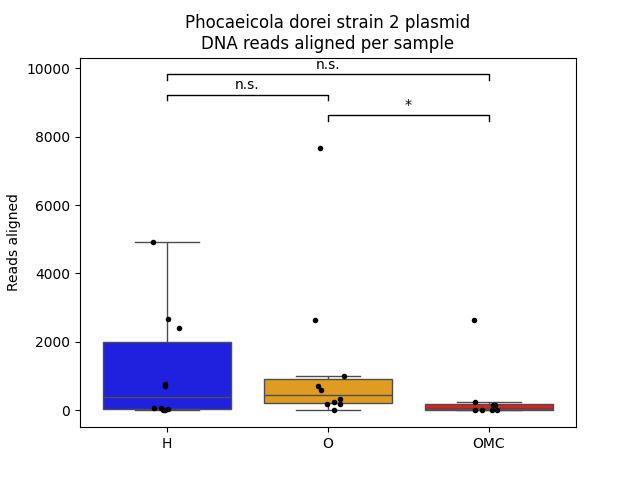 Phocaeicola dorei strain 2 plasmid
DNA reads aligned per sample
n.s.
n.s.
*
10000
8000
6000
4000
2000
0
Reads aligned
H
O
OMC